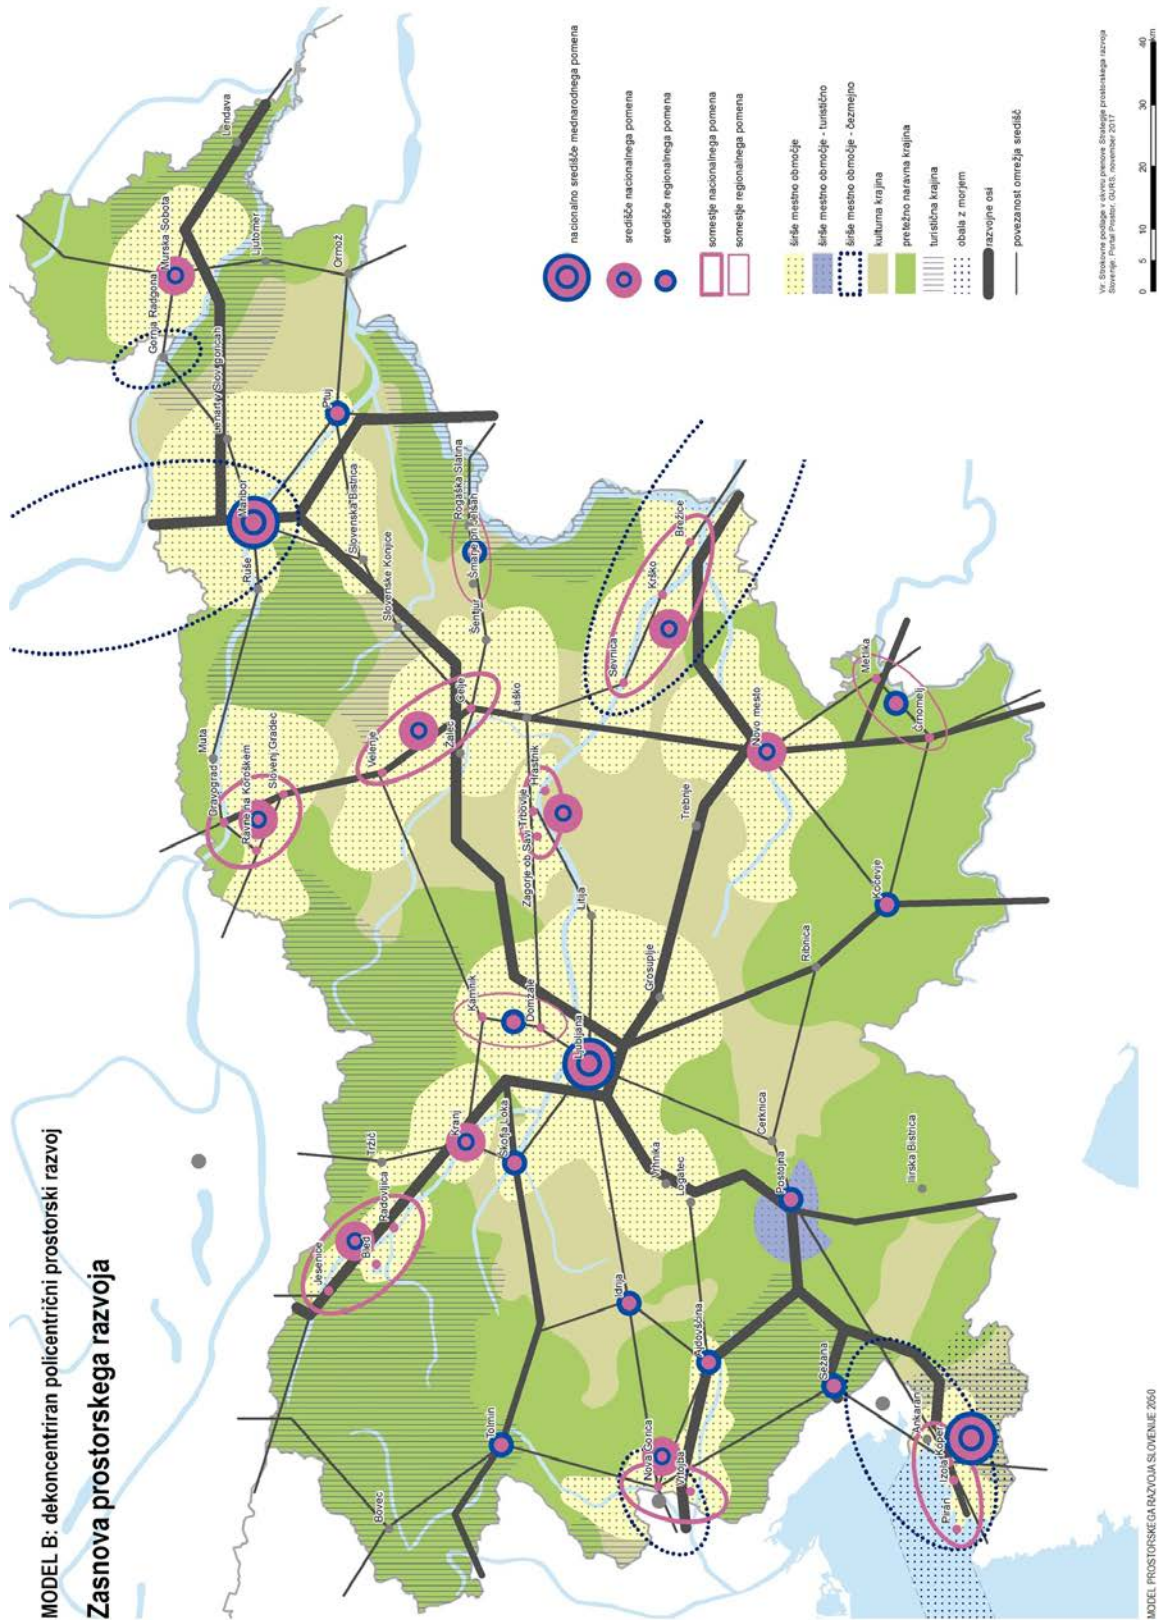 MODEL B: dekoncentriran policentrični prostorski razvoj
Zasnova prostorskega razvoja
Bovec
Tolmin
Nova Gorica
Vrtojba
Ajdovščina
Idrija
Sežana
Ankaran
Koper
Izola
Piran
Postojna
Ilirska Bistrica
Cerknica
Logatec
Vrhnika
Jesenice
Bled
Radovljica
Tržič
Kranj
Škofja Loka
Ljubljana
Domžale
Kamnik
Grosuplje
Litija
Ribnica
Kočevje
Trebnje
Novo mesto
Črnomelj
Metlika
Zagorje ob Savi
Trbovlje
Hrastnik
Laško
Sevnica
Krško
Brežice
Dravograd
Ravne na Koroškem
Slovenj Gradec
Muta
Velenje
Žalec
Celje
Šentjur
Šmarje pri Jelšah
Rogaška Slatina
Slovenske Konjice
Slovenska Bistrica
Ruše
Maribor
Ptuj
Lenart v Slov. goricah
Gornja Radgona
Murska Sobota
Ljutomer
Ormož
Lendava
nacionalno središče mednarodnega pomena
središče nacionalnega pomena
središče regionalnega pomena
somestje nacionalnega pomena
somestje regionalnega pomena
širše mestno območje
širše mestno območje - turistično
širše mestno območje - čezmejno
kulturna krajina
pretežno naravna krajina
turistična krajina
obala z morjem
razvojne osi
povezanost omrežja središč
Vir: Strokovne podlage v okviru prenove Strategije prostorskega razvoja
Slovenije; Portal Prostor, GURS, november 2017
0 5 10 20 30 40
km
MODEL PROSTORSKEGA RAZVOJA SLOVENIJE 2050